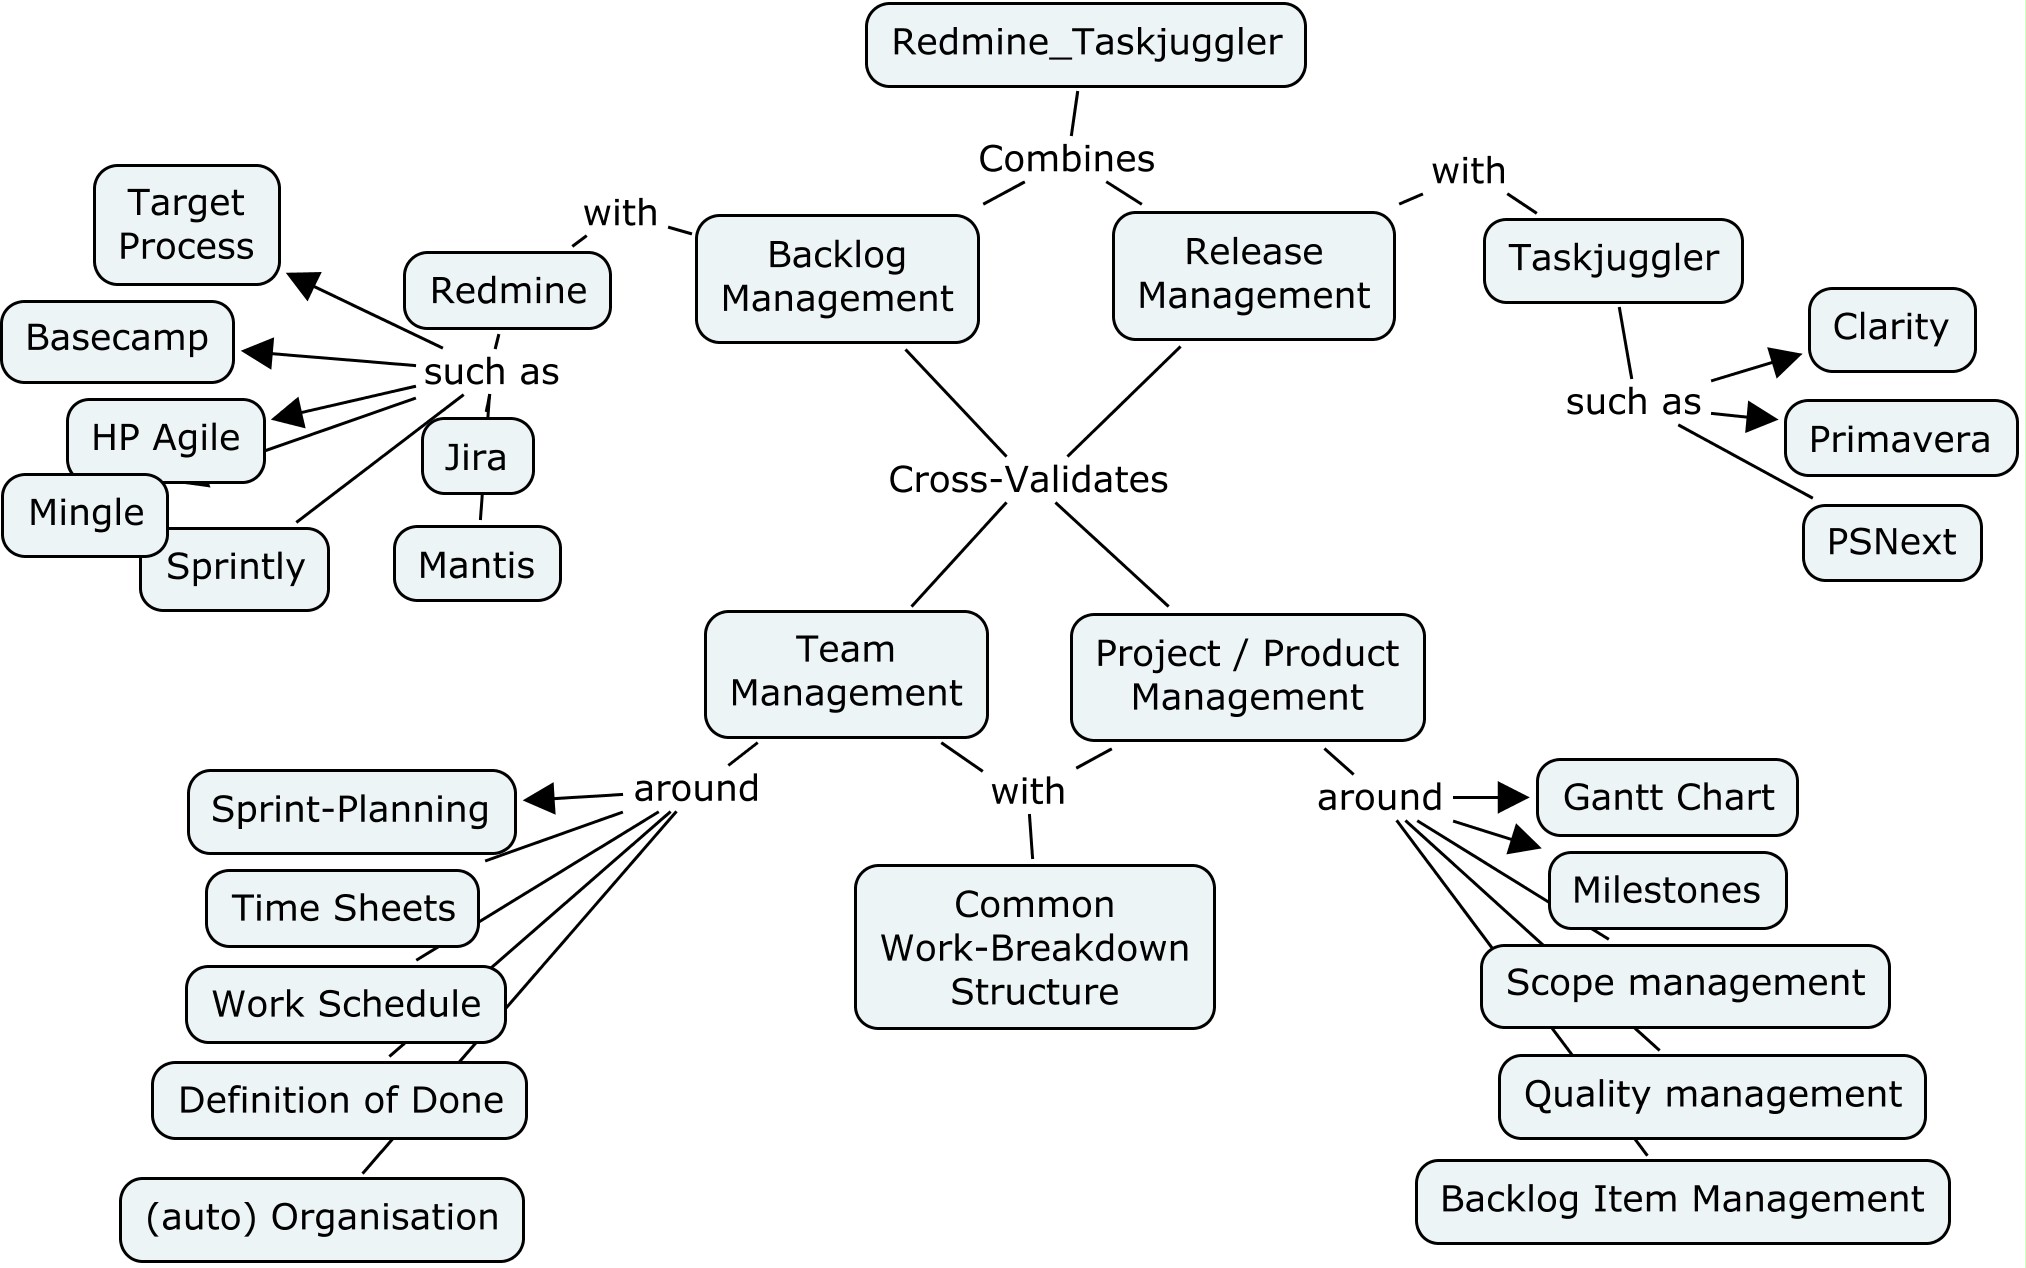 Redmine_Taskjuggler
Combines
with
with
Target
Process
Redmine
Backlog
Management
Release
Management
Taskjuggler
Basecamp
such as
Clarity
such as
HP Agile
Jira
Primavera
Cross-Validates
Mingle
Sprintly
Mantis
PSNext
Team
Management
Project / Product
Management
around
with
around
Sprint-Planning
Gantt Chart
Time Sheets
Common
Work-Breakdown
Structure
Milestones
Work Schedule
Scope management
Definition of Done
Quality management
(auto) Organisation
Backlog Item Management